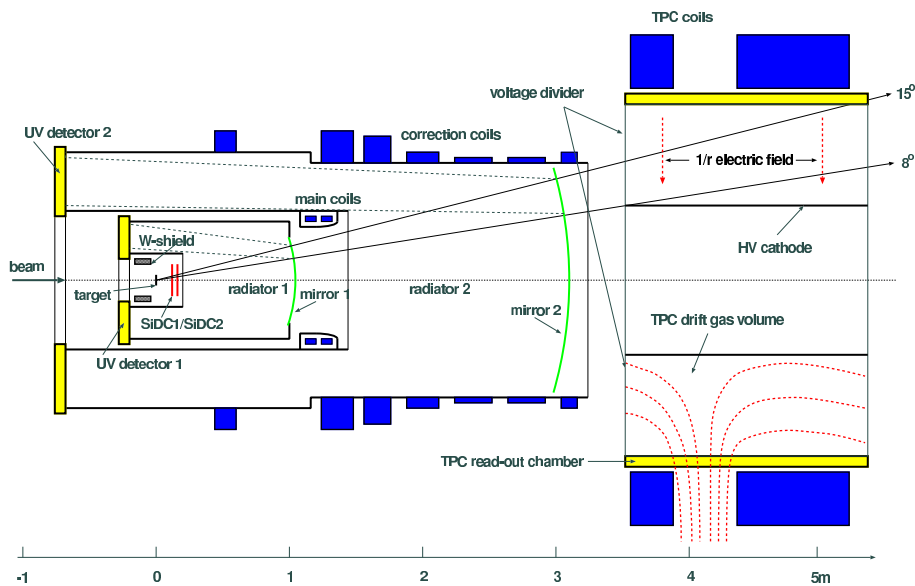 TPC coils
voltage divider
15°
UV detector 2
correction coils
1/r electric field
8°
main coils
W-shield
HV cathode
beam
target
radiator 1
mirror 1
radiator 2
SiDC1/SiDC2
mirror 2
TPC drift gas volume
UV detector 1
TPC read-out chamber
-1 0 1 2 3 4 5m